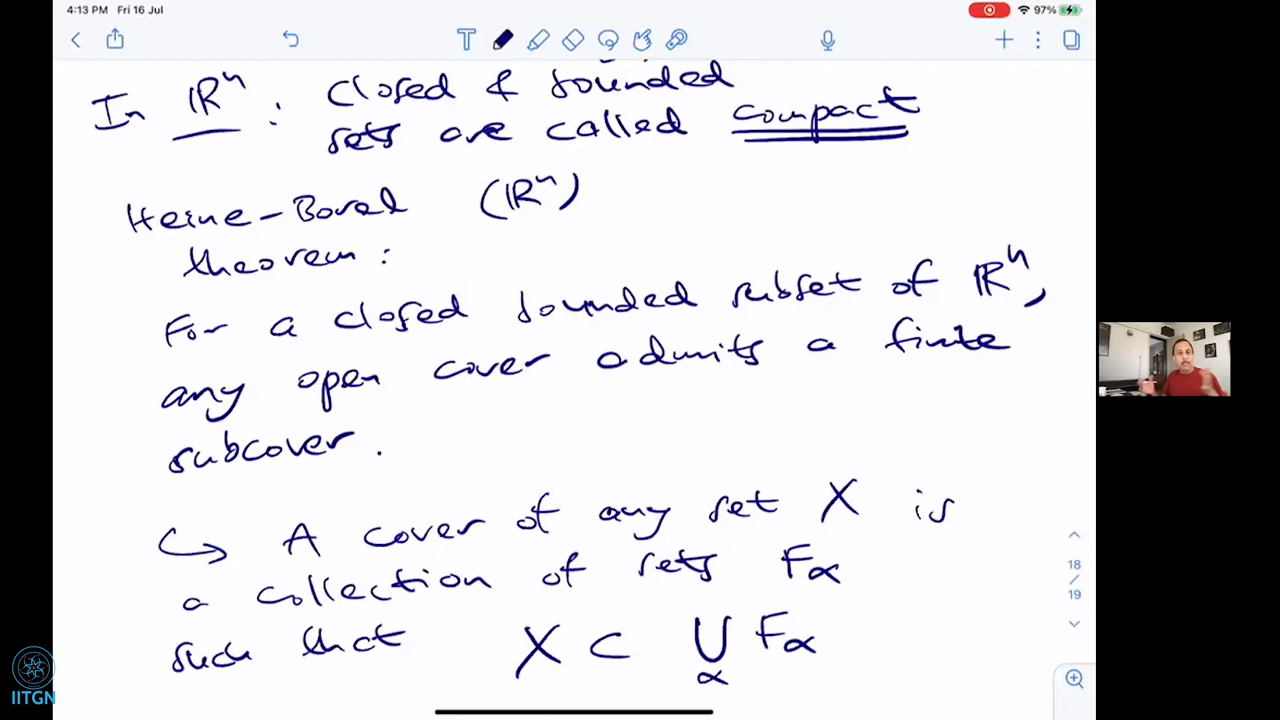 4:13 PM Fri 16 Jul
97%
In ℝⁿ : closed & bounded
sets are called compact
Heine-Borel (ℝⁿ)
theorem :
For a closed bounded subset of ℝⁿ,
any open cover admits a finite
subcover .
↪ A cover of any set X is
a collection of sets Fα
such that X ⊂ ∪α Fα
18
/
19
IITGN